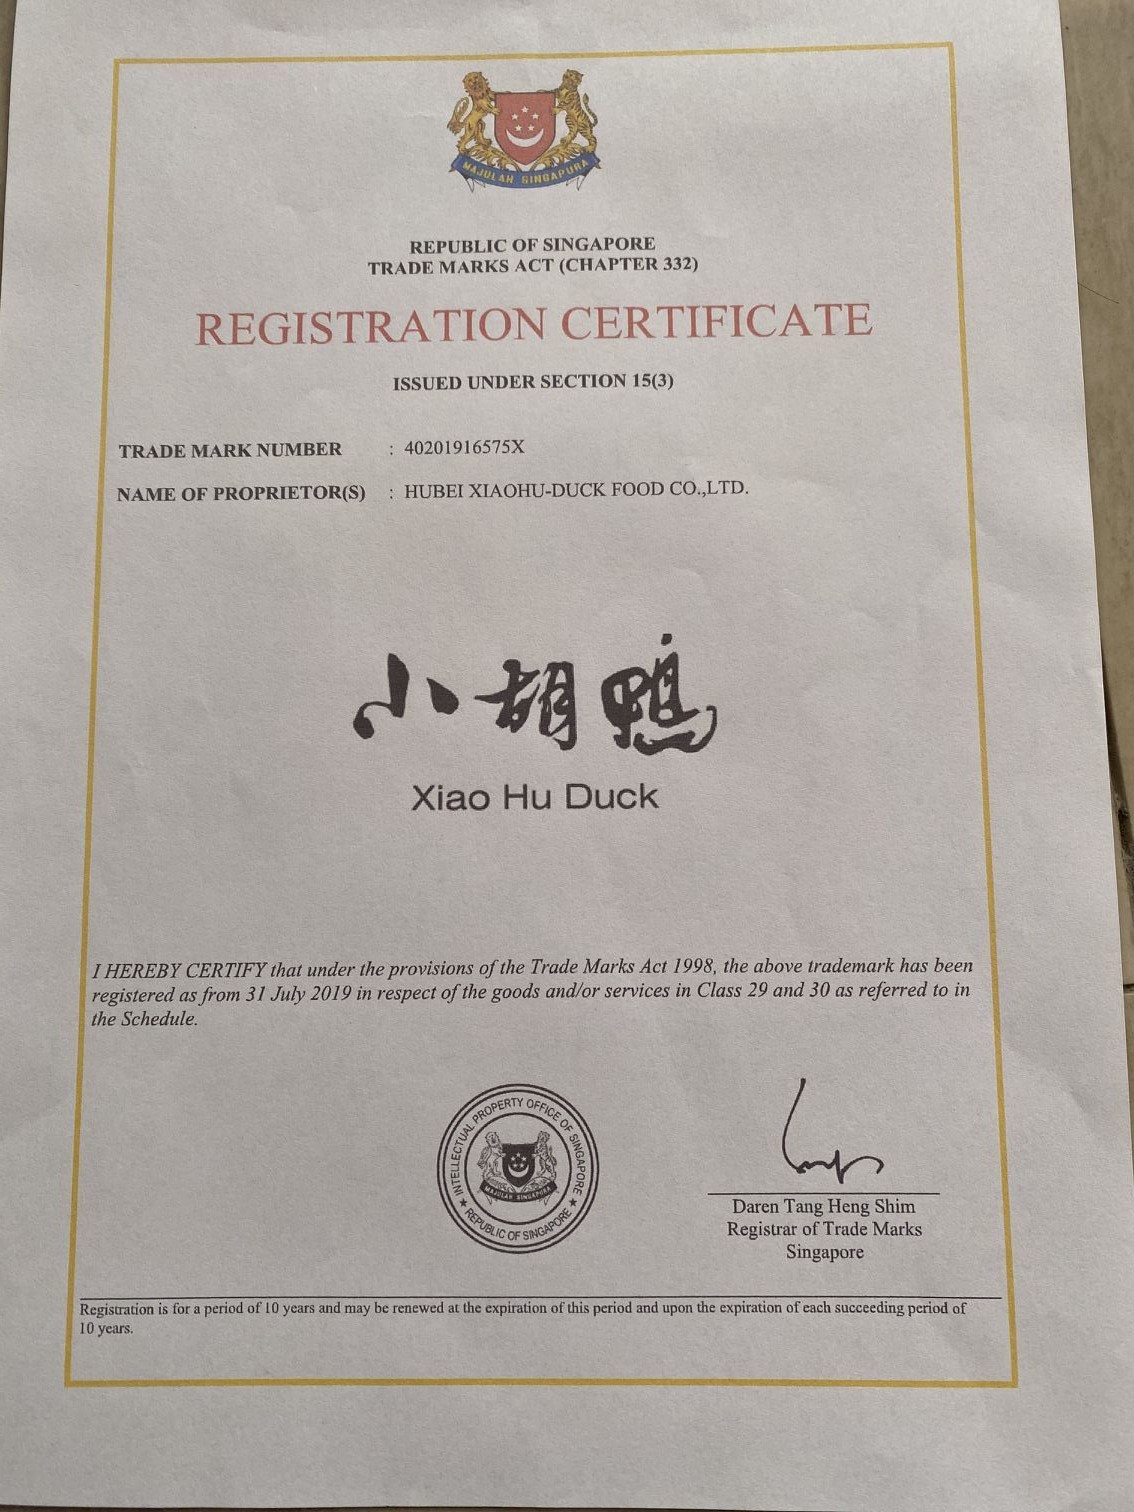 MAJULAH SINGAPURA
REPUBLIC OF SINGAPORE
TRADE MARKS ACT (CHAPTER 332)
REGISTRATION CERTIFICATE
ISSUED UNDER SECTION 15(3)
TRADE MARK NUMBER : 40201916575X
NAME OF PROPRIETOR(S) : HUBEI XIAOHU-DUCK FOOD CO.,LTD.
小胡鸭
Xiao Hu Duck
I HEREBY CERTIFY that under the provisions of the Trade Marks Act 1998, the above trademark has been
registered as from 31 July 2019 in respect of the goods and/or services in Class 29 and 30 as referred to in
the Schedule.
INTELLECTUAL PROPERTY OFFICE OF SINGAPORE
MAJULAH SINGAPURA
★ REPUBLIC OF SINGAPORE ★
Daren Tang Heng Shim
Registrar of Trade Marks
Singapore
Registration is for a period of 10 years and may be renewed at the expiration of this period and upon the expiration of each succeeding period of
10 years.